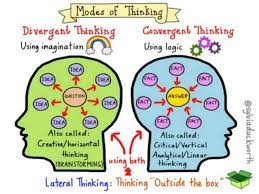 Modes of Thinking
Divergent Thinking
Using imagination
Convergent Thinking
Using logic
IDEA
IDEA
IDEA
IDEA
IDEA
IDEA
IDEA
IDEA
QUESTION
Also called:
Creative/horizontal
thinking
(BRAINSTORMING)
FACT
FACT
FACT
FACT
FACT
FACT
FACT
FACT
ANSWER
Also called:
Critical/Vertical
Analytical/Linear
thinking
using both
@sylviaduckworth
Lateral Thinking: Thinking "Outside the box"